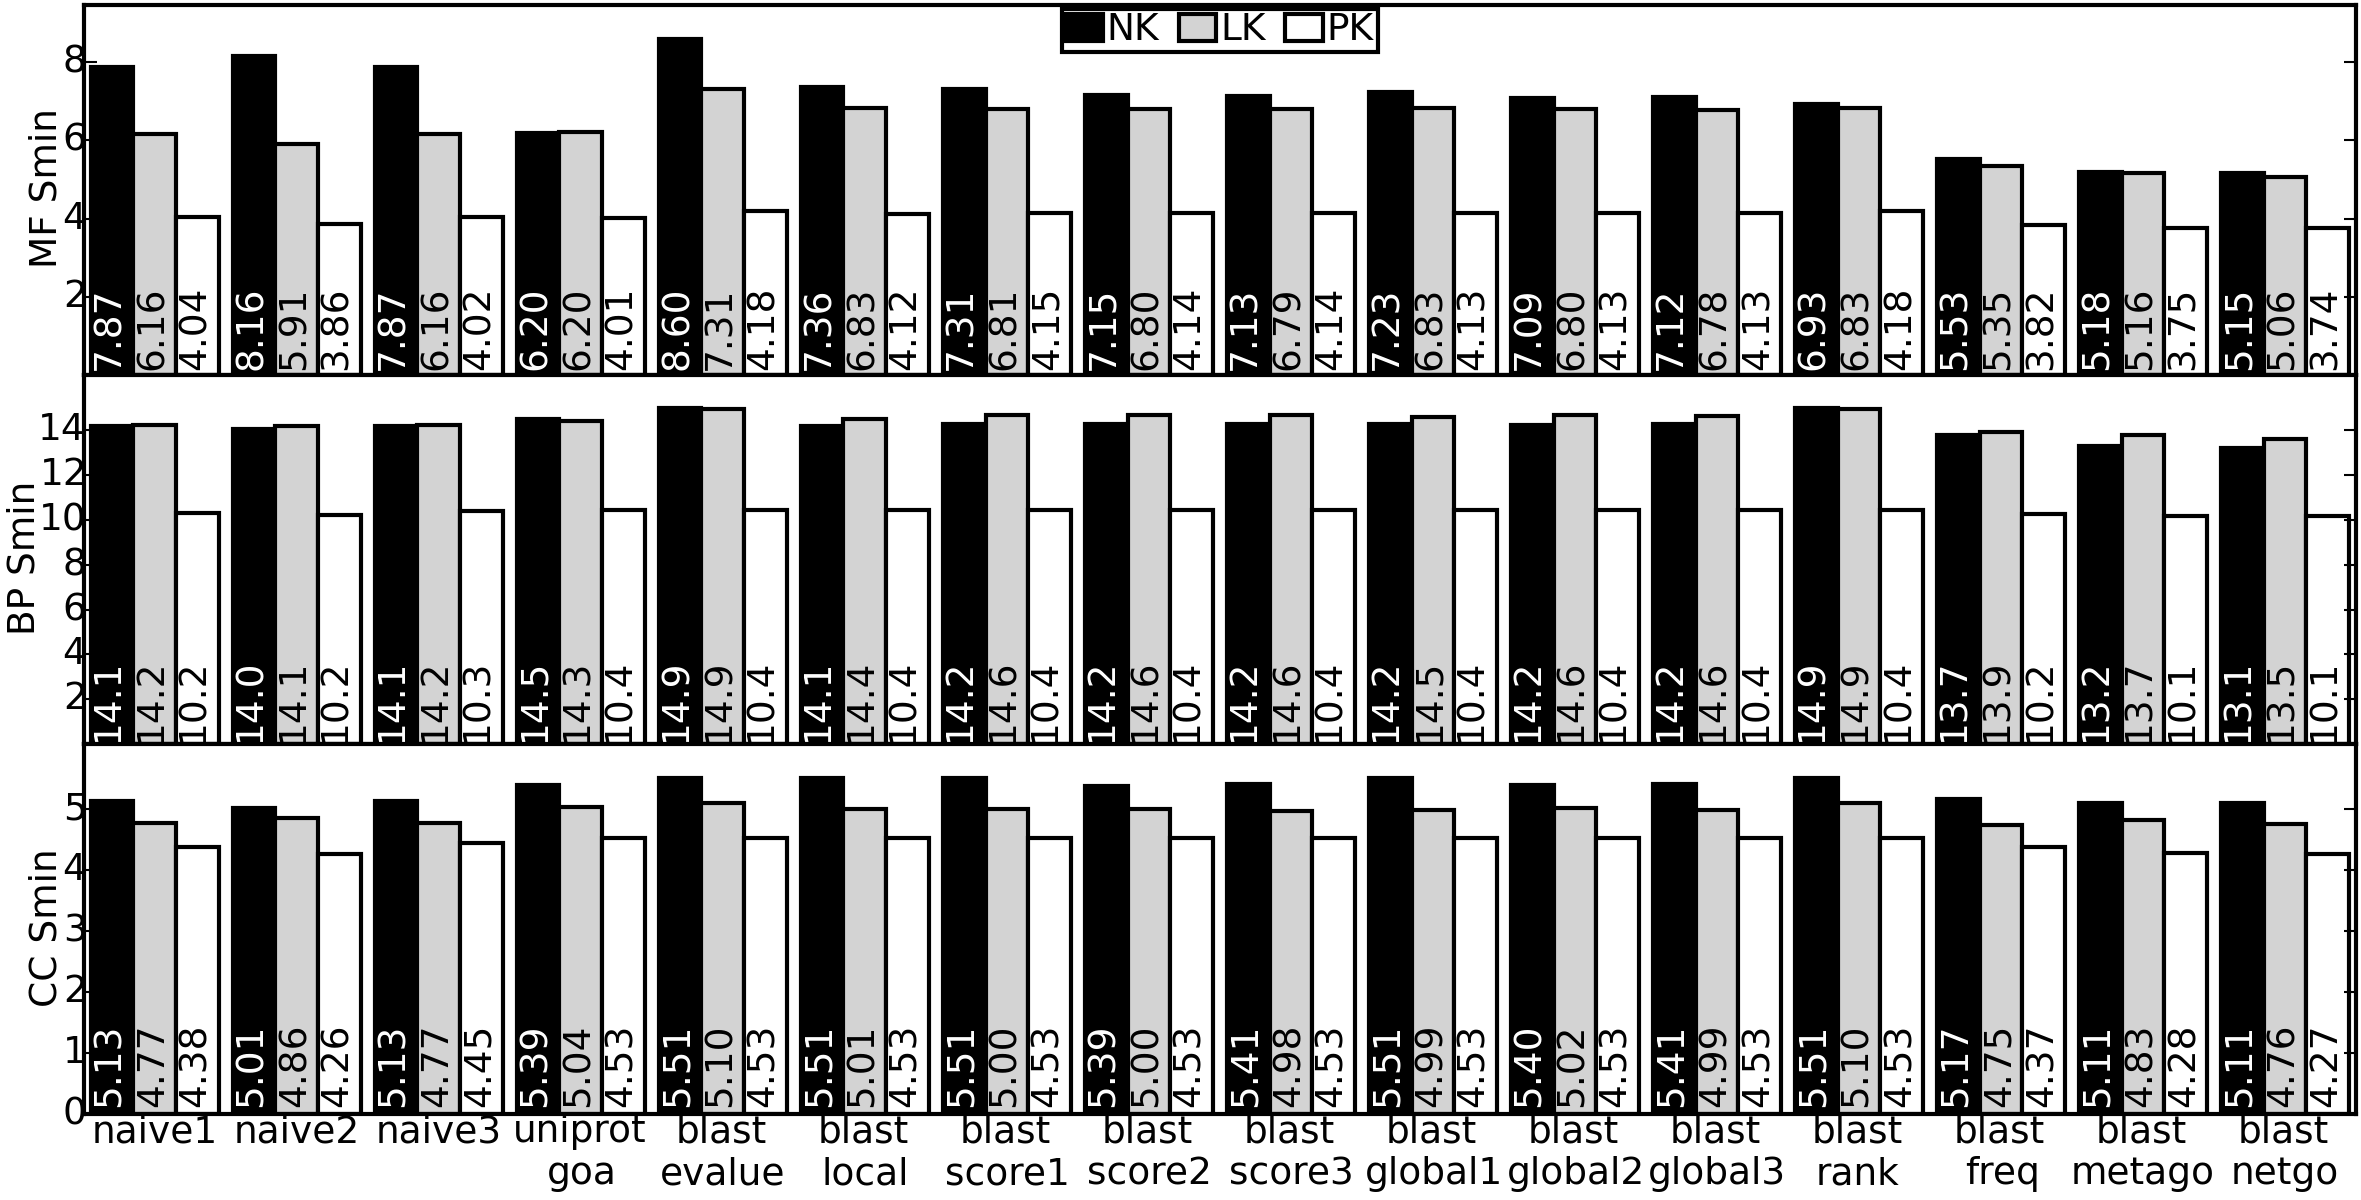 NK LK PK
MF Smin
8
6
4
2
7.87 6.16 4.04 8.16 5.91 3.86 7.87 6.16 4.02 6.20 6.20 4.01 8.60 7.31 4.18 7.36 6.83 4.12 7.31 6.81 4.15 7.15 6.80 4.14 7.13 6.79 4.14 7.23 6.83 4.13 7.09 6.80 4.13 7.12 6.78 4.13 6.93 6.83 4.18 5.53 5.35 3.82 5.18 5.16 3.75 5.15 5.06 3.74
BP Smin
14
12
10
8
6
4
2
14.1 14.2 10.2 14.0 14.1 10.2 14.1 14.2 10.3 14.5 14.3 10.4 14.9 14.9 10.4 14.1 14.4 10.4 14.2 14.6 10.4 14.2 14.6 10.4 14.2 14.6 10.4 14.2 14.5 10.4 14.2 14.6 10.4 14.2 14.6 10.4 14.9 14.9 10.4 13.7 13.9 10.2 13.2 13.7 10.1 13.1 13.5 10.1
CC Smin
5
4
3
2
1
0
5.13 4.77 4.38 5.01 4.86 4.26 5.13 4.77 4.45 5.39 5.04 4.53 5.51 5.10 4.53 5.51 5.01 4.53 5.51 5.00 4.53 5.39 5.00 4.53 5.41 4.98 4.53 5.51 4.99 4.53 5.40 5.02 4.53 5.41 4.99 4.53 5.51 5.10 4.53 5.17 4.75 4.37 5.11 4.83 4.28 5.11 4.76 4.27
naive1 naive2 naive3 uniprot blast blast blast blast blast blast blast blast blast blast blast blast
goa evalue local score1 score2 score3 global1 global2 global3 rank freq metago netgo